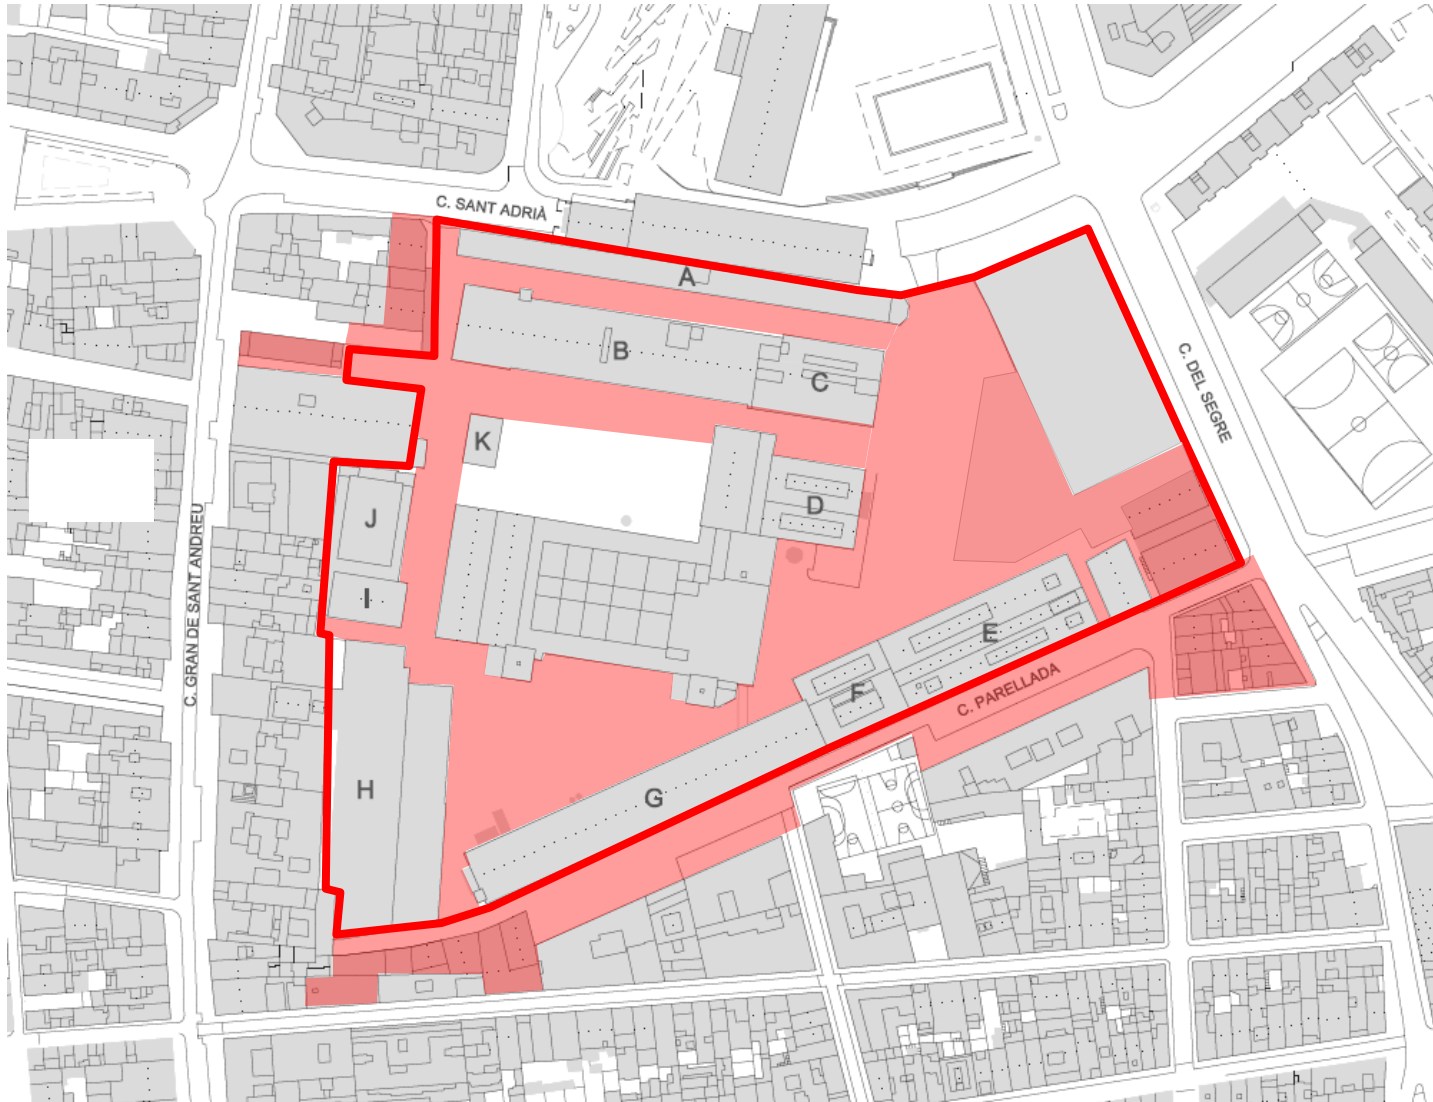 C. SANT ADRIÀ
A
B
C
C. DEL SEGRE
K
D
J
C. GRAN DE SANT ANDREU
I
E
F
C. PARELLADA
H
G